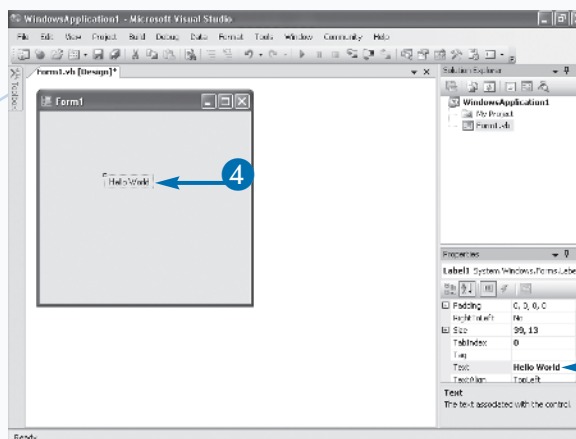 WindowsApplication1 - Microsoft Visual Studio
File Edit View Project Build Debug Data Format Tools Window Community Help
Toolbox
Form1.vb [Design]*
Solution Explorer
WindowsApplication1
My Project
Form1.vb
Form1
Hello World
4
Properties
Label1 System.Windows.Forms.Labe
Padding 0, 0, 0, 0
RightToLeft No
Size 39, 13
TabIndex 0
Tag
Text Hello World
TextAlign TopLeft
Text
The text associated with the control.
Ready